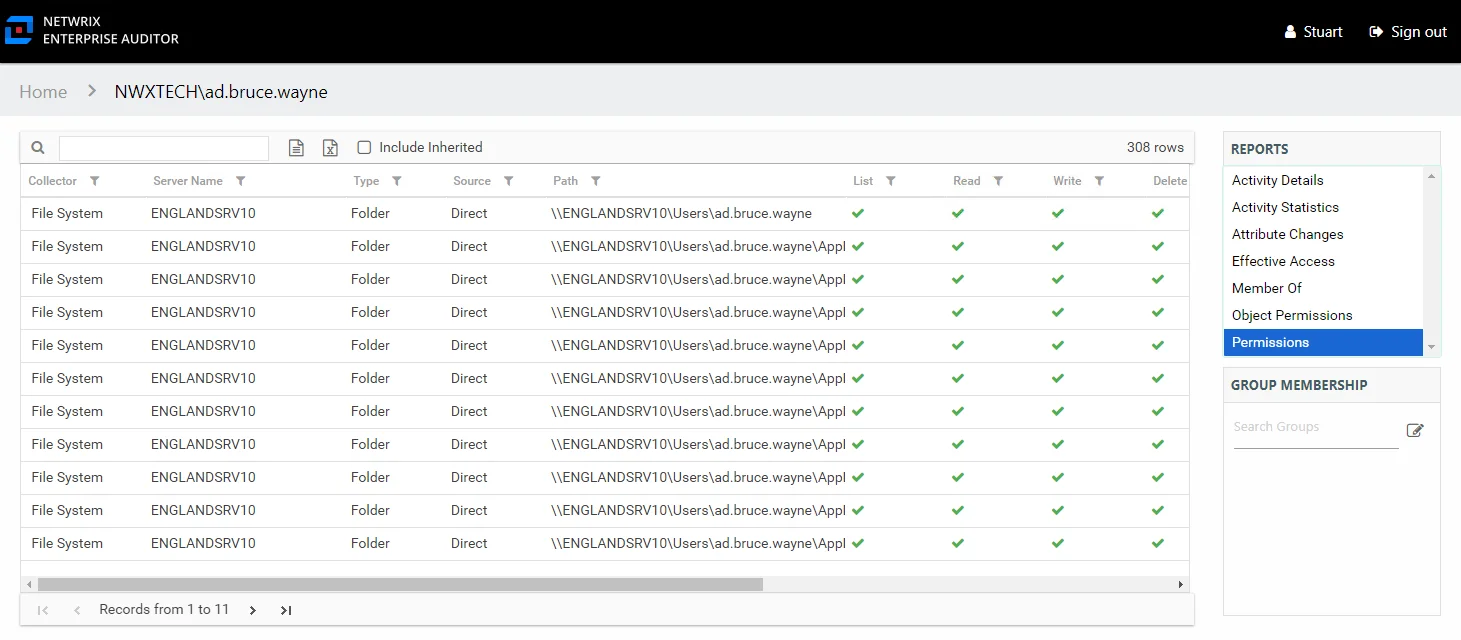 NETWRIX
ENTERPRISE AUDITOR
Stuart
Sign out
Home > NWXTECH\ad.bruce.wayne
Include Inherited
308 rows
Collector Server Name Type Source Path List Read Write Delete
File System ENGLANDSRV10 Folder Direct \\ENGLANDSRV10\Users\ad.bruce.wayne
File System ENGLANDSRV10 Folder Direct \\ENGLANDSRV10\Users\ad.bruce.wayne\Appl
File System ENGLANDSRV10 Folder Direct \\ENGLANDSRV10\Users\ad.bruce.wayne\Appl
File System ENGLANDSRV10 Folder Direct \\ENGLANDSRV10\Users\ad.bruce.wayne\Appl
File System ENGLANDSRV10 Folder Direct \\ENGLANDSRV10\Users\ad.bruce.wayne\Appl
File System ENGLANDSRV10 Folder Direct \\ENGLANDSRV10\Users\ad.bruce.wayne\Appl
File System ENGLANDSRV10 Folder Direct \\ENGLANDSRV10\Users\ad.bruce.wayne\Appl
File System ENGLANDSRV10 Folder Direct \\ENGLANDSRV10\Users\ad.bruce.wayne\Appl
File System ENGLANDSRV10 Folder Direct \\ENGLANDSRV10\Users\ad.bruce.wayne\Appl
File System ENGLANDSRV10 Folder Direct \\ENGLANDSRV10\Users\ad.bruce.wayne\Appl
File System ENGLANDSRV10 Folder Direct \\ENGLANDSRV10\Users\ad.bruce.wayne\Appl
Records from 1 to 11
REPORTS
Activity Details
Activity Statistics
Attribute Changes
Effective Access
Member Of
Object Permissions
Permissions
GROUP MEMBERSHIP
Search Groups